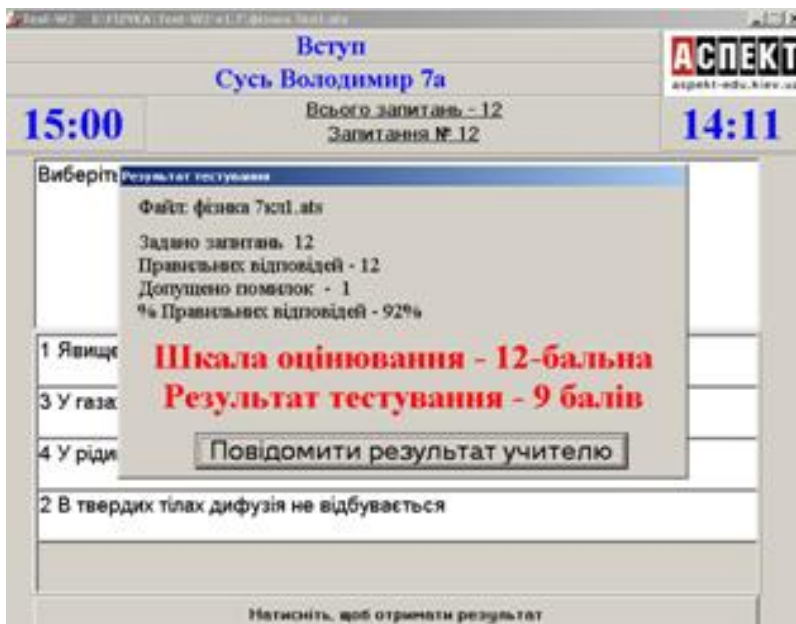 Вступ
АСПЕКТ
aspekt-edu.kiev.ua
Сусь Володимир 7а
15:00
Всього запитань - 12
Запитання № 12
14:11
Виберіть
Результат тестування
Файл: фізика 7кл1.ats
Задано запитань 12
Правильних відповідей - 12
Допущено помилок - 1
% Правильних відповідей - 92%
Шкала оцінювання - 12-бальна
Результат тестування - 9 балів
Повідомити результат учителю
1 Явище
3 У газа
4 У ріди
2 В твердих тілах дифузія не відбувається
Натисніть, щоб отримати результат